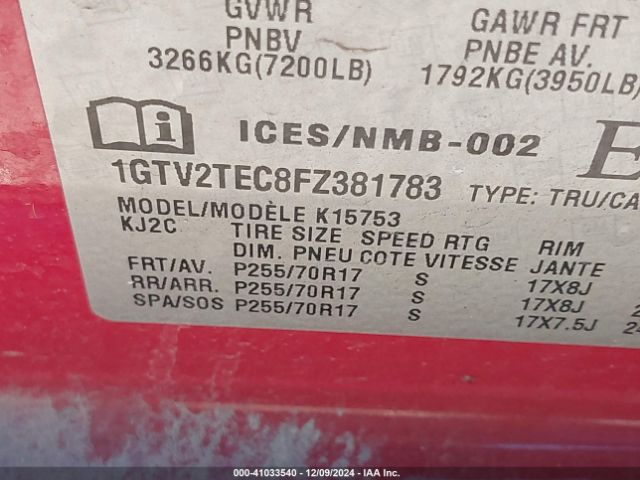 GVWR GAWR FRT
PNBV PNBE AV.
3266KG(7200LB) 1792KG(3950LB)
i ICES/NMB-002
1GTV2TEC8FZ381783 TYPE: TRU/CA
MODEL/MODÈLE K15753
KJ2C TIRE SIZE SPEED RTG RIM
DIM. PNEU COTE VITESSE JANTE
FRT/AV. P255/70R17 S 17X8J
RR/ARR. P255/70R17 S 17X8J
SPA/SOS P255/70R17 S 17X7.5J
000-41033540 - 12/09/2024 - IAA Inc.